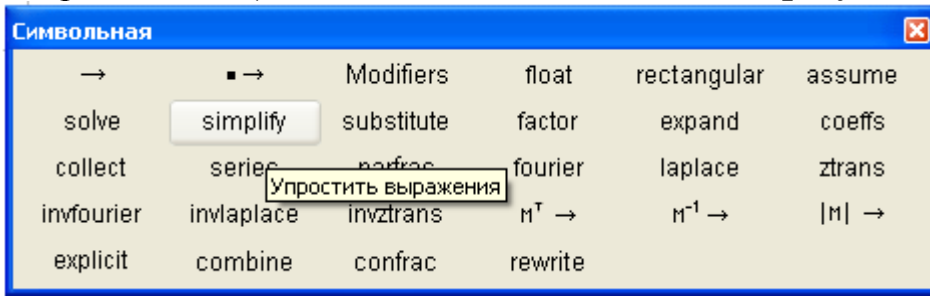 Символьная
→ ▪ → Modifiers float rectangular assume
solve simplify substitute factor expand coeffs
collect series parfrac fourier laplace ztrans
Упростить выражения
invfourier invlaplace invztrans Mᵀ → M⁻¹ → |M| →
explicit combine confrac rewrite